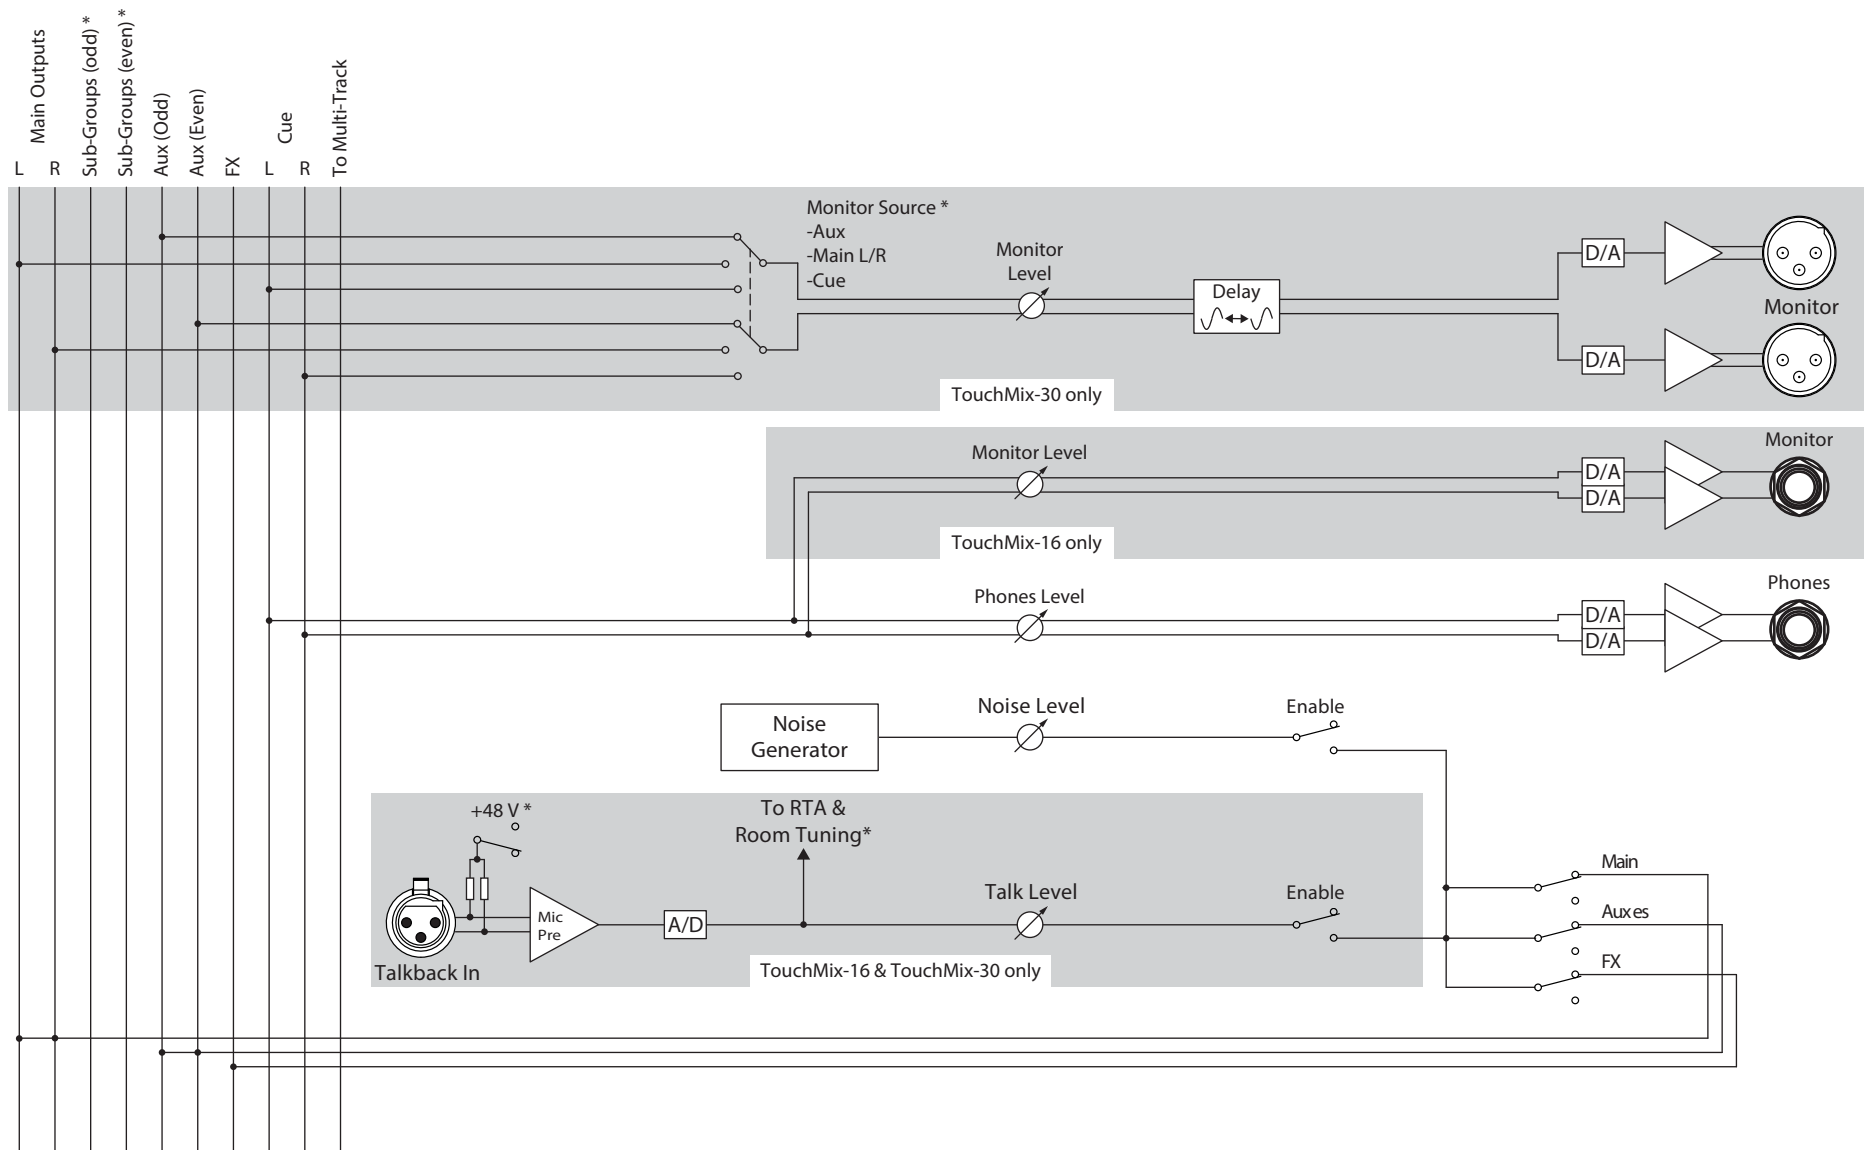 Main Outputs
Sub-Groups (odd) *
Sub-Groups (even) *
Aux (Odd)
Aux (Even)
FX
Cue
To Multi-Track
L
R
L
R
Monitor Source *
-Aux
-Main L/R
-Cue
Monitor
Level
Delay
D/A
Monitor
D/A
TouchMix-30 only
Monitor Level
D/A
D/A
Monitor
TouchMix-16 only
Phones Level
D/A
D/A
Phones
Noise
Generator
Noise Level
Enable
+48 V *
To RTA &
Room Tuning*
Mic
Pre
A/D
Talk Level
Enable
Talkback In
TouchMix-16 & TouchMix-30 only
Main
Auxes
FX